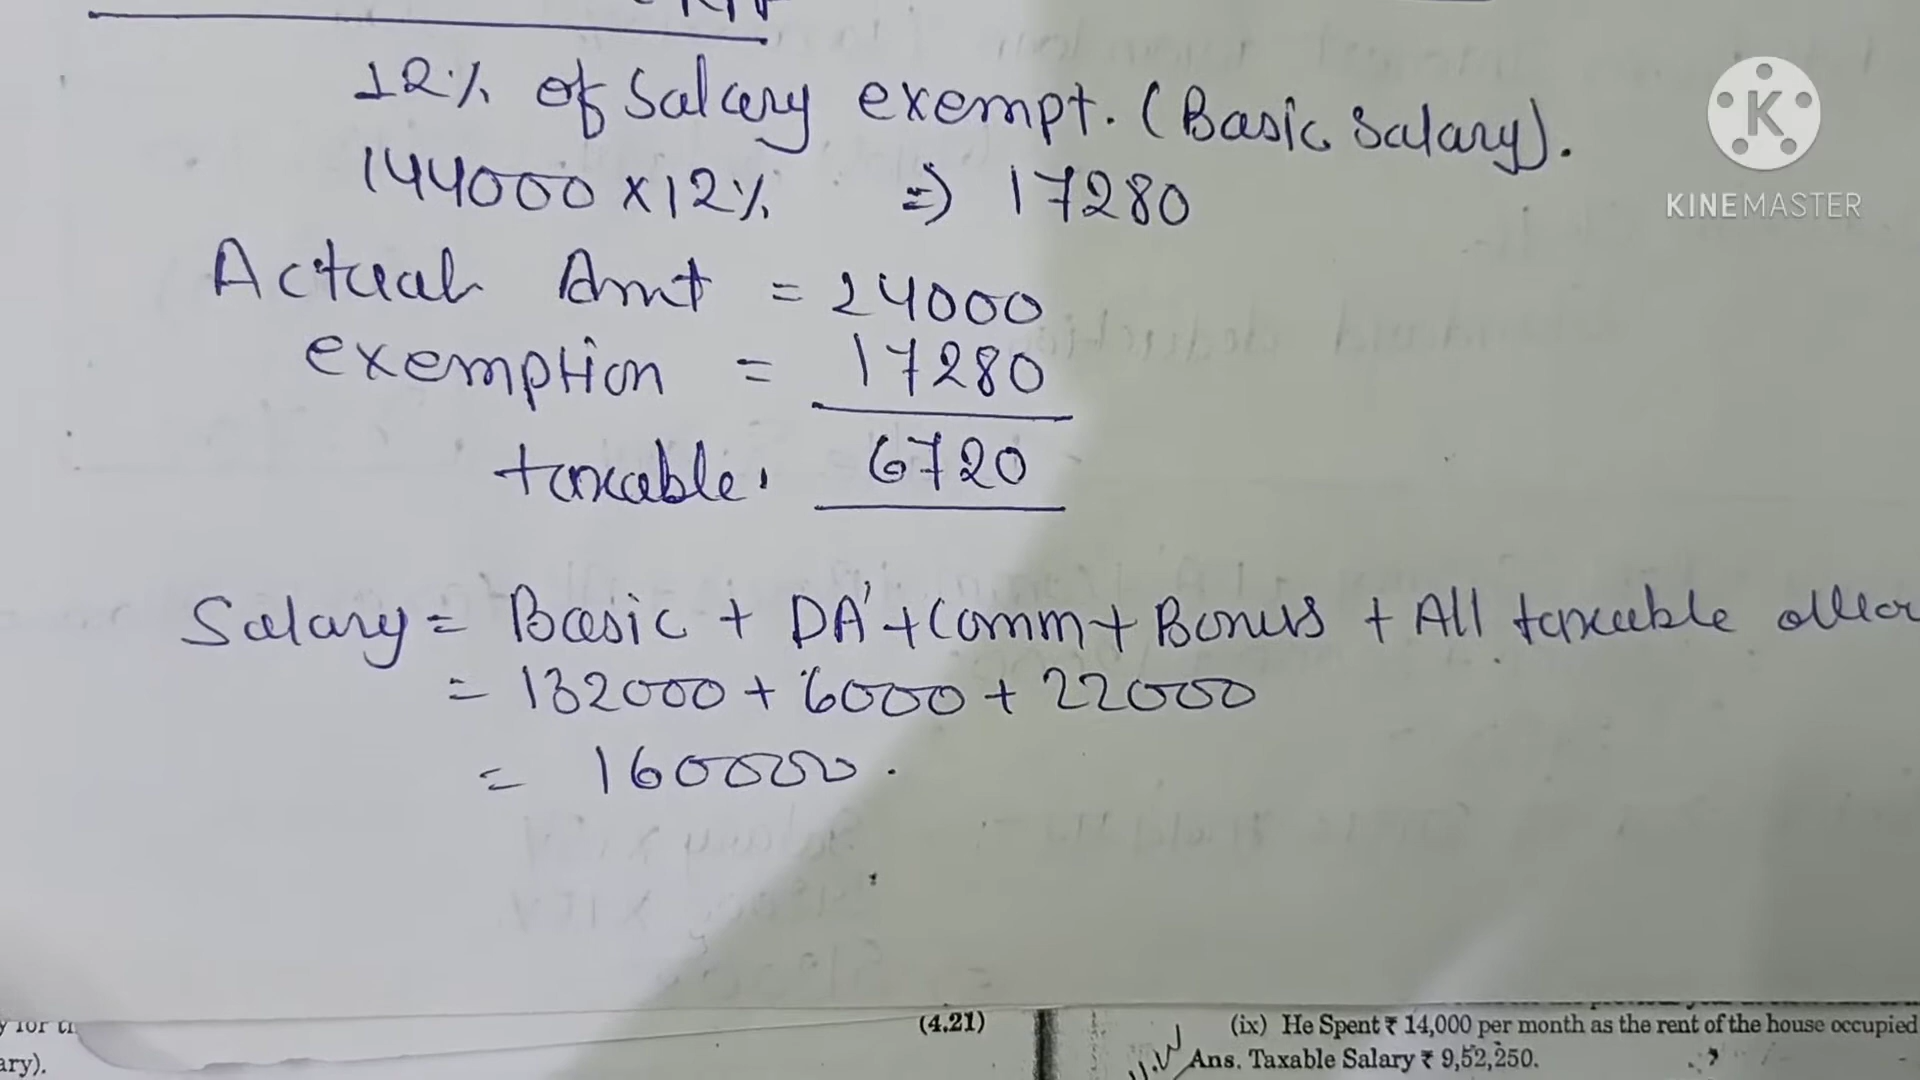 12% of Salary exempt. (Basic Salary).
144000 x 12% => 17280
Actual Amt = 24000
exemption = 17280
taxable. 6720
Salary = Basic + DA + Comm + Bonus + All taxable
= 132000 + 6000 + 22000
= 160000.
K
KINEMASTER
(4.21)
ary).
(ix) He Spent ₹ 14,000 per month as the rent of the house occupied
Ans. Taxable Salary ₹ 9,52,250.